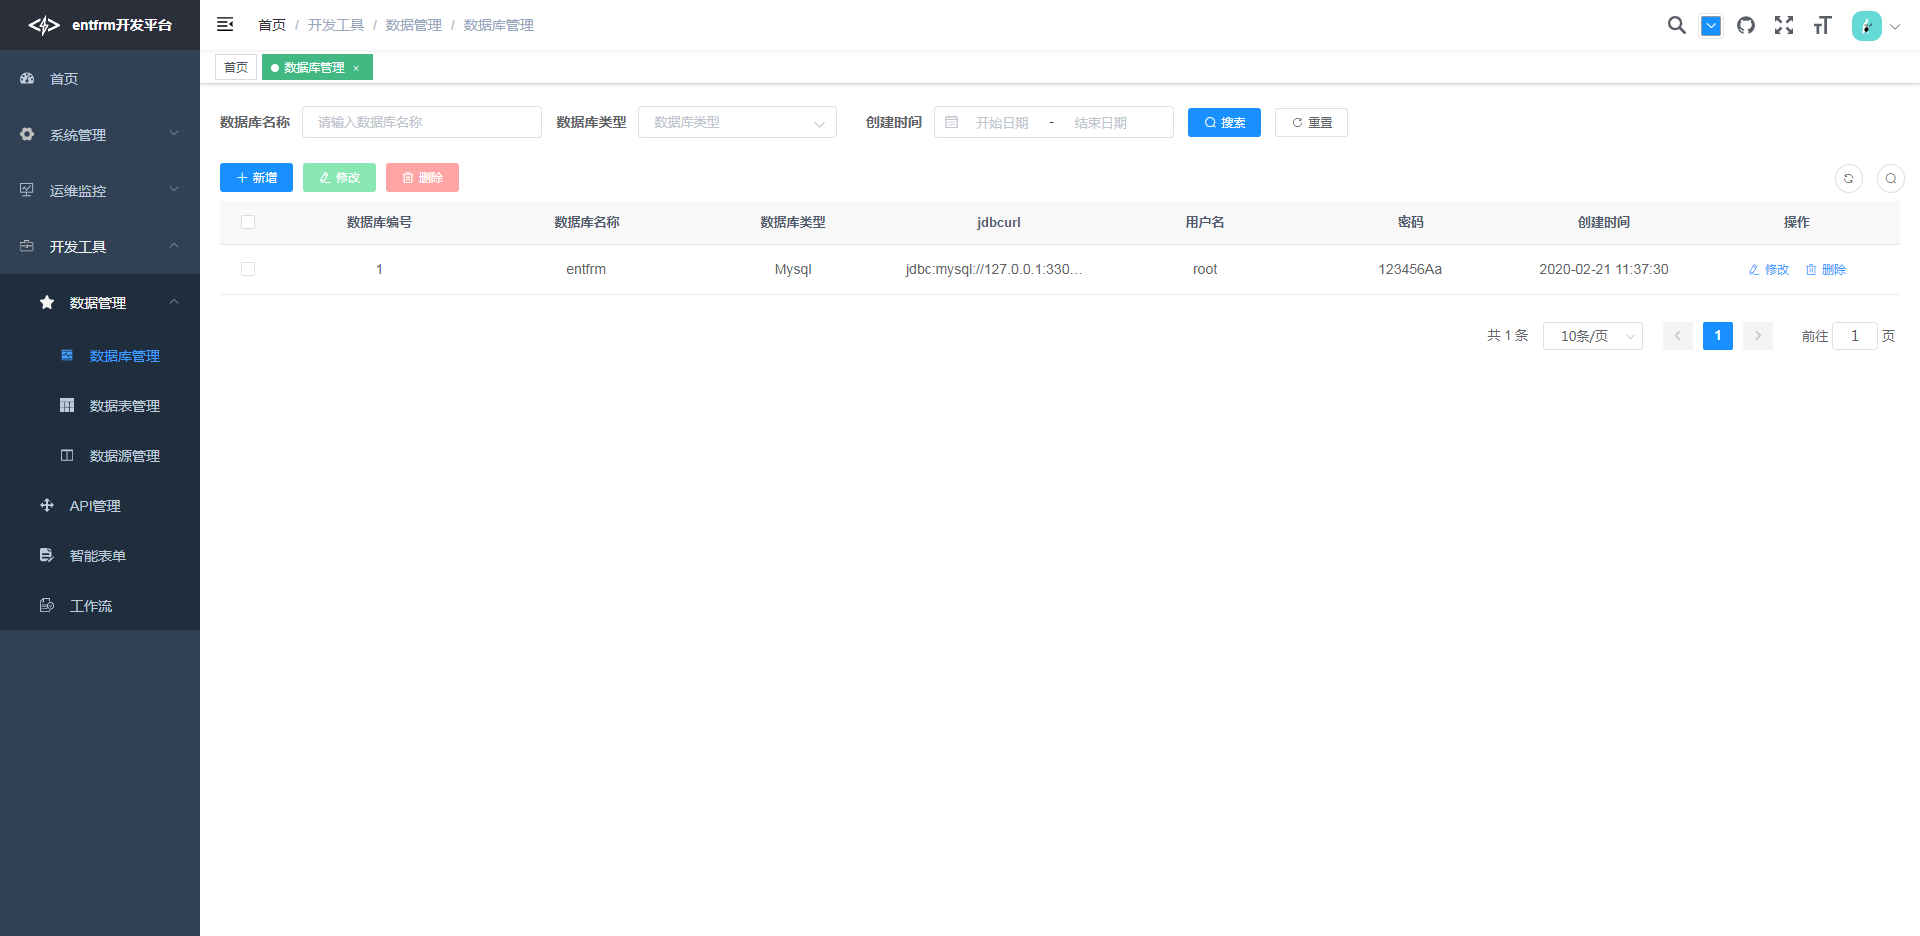 entfrm开发平台
首页 / 开发工具 / 数据管理 / 数据库管理
首页
数据库管理 ×
首页
系统管理
运维监控
开发工具
数据管理
数据库管理
数据表管理
数据源管理
API管理
智能表单
工作流
数据库名称 请输入数据库名称 数据库类型 数据库类型 创建时间 开始日期 - 结束日期 搜索 重置
新增 修改 删除
数据库编号 数据库名称 数据库类型 jdbcurl 用户名 密码 创建时间 操作
1 entfrm Mysql jdbc:mysql://127.0.0.1:330... root 123456Aa 2020-02-21 11:37:30 修改 删除
共 1 条 10条/页 1 前往 1 页